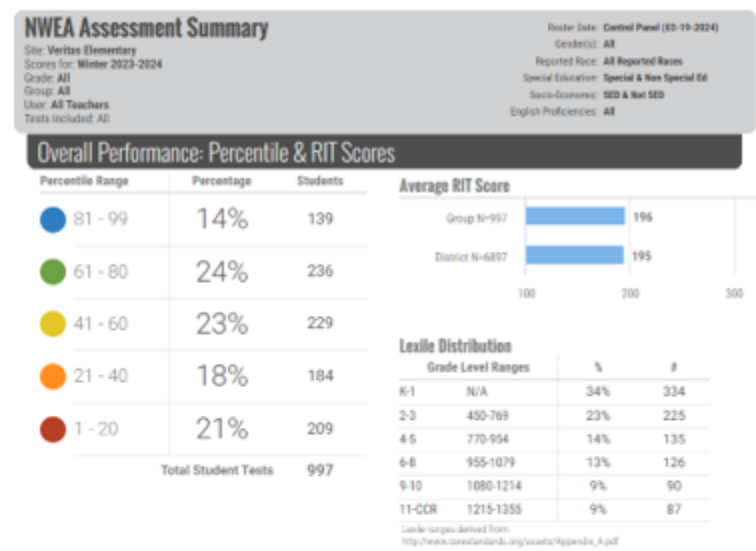 NWEA Assessment Summary
Site: Veritas Elementary
Scores for: Winter 2023-2024
Grade: All
Group: All
User: All Teachers
Tests Included: All
Roster Date: Control Panel (03-19-2024)
Gender(s): All
Reported Race: All Reported Races
Special Education: Special & Non Special Ed
Socio-Economic: SED & Not SED
English Proficiencies: All
Overall Performance: Percentile & RIT Scores
Percentile Range Percentage Students
81 - 99 14% 139
61 - 80 24% 236
41 - 60 23% 229
21 - 40 18% 184
1 - 20 21% 209
Total Student Tests 997
Average RIT Score
Group N=997 196
District N=6897 195
100 200 300
Lexile Distribution
Grade Level Ranges % #
K-1 N/A 34% 334
2-3 450-769 23% 225
4-5 770-954 14% 135
6-8 955-1079 13% 126
9-10 1080-1214 9% 90
11-CCR 1215-1355 9% 87
Lexile ranges derived from:
http://www.corestandards.org/assets/Appendix_A.pdf